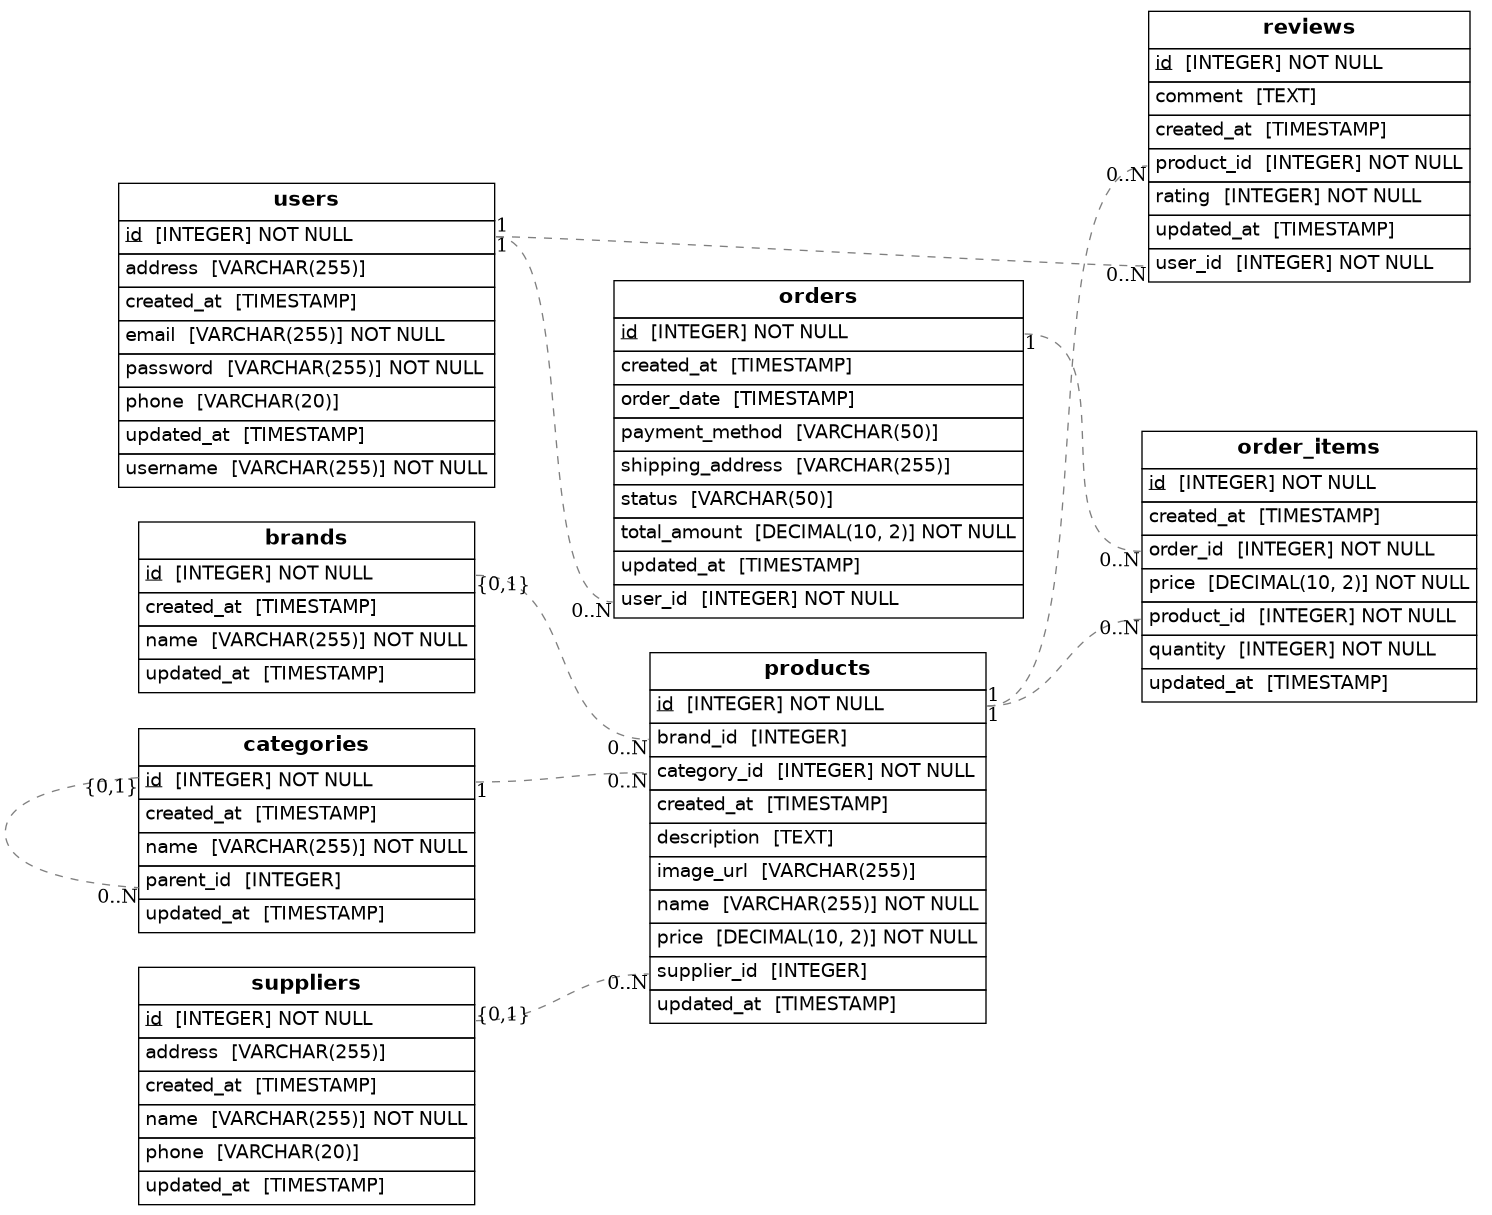 users
id [INTEGER] NOT NULL
address [VARCHAR(255)]
created_at [TIMESTAMP]
email [VARCHAR(255)] NOT NULL
password [VARCHAR(255)] NOT NULL
phone [VARCHAR(20)]
updated_at [TIMESTAMP]
username [VARCHAR(255)] NOT NULL
1
1
brands
id [INTEGER] NOT NULL
created_at [TIMESTAMP]
name [VARCHAR(255)] NOT NULL
updated_at [TIMESTAMP]
{0,1}
categories
id [INTEGER] NOT NULL
created_at [TIMESTAMP]
name [VARCHAR(255)] NOT NULL
parent_id [INTEGER]
updated_at [TIMESTAMP]
{0,1}
0..N
1
suppliers
id [INTEGER] NOT NULL
address [VARCHAR(255)]
created_at [TIMESTAMP]
name [VARCHAR(255)] NOT NULL
phone [VARCHAR(20)]
updated_at [TIMESTAMP]
{0,1}
orders
id [INTEGER] NOT NULL
created_at [TIMESTAMP]
order_date [TIMESTAMP]
payment_method [VARCHAR(50)]
shipping_address [VARCHAR(255)]
status [VARCHAR(50)]
total_amount [DECIMAL(10, 2)] NOT NULL
updated_at [TIMESTAMP]
user_id [INTEGER] NOT NULL
1
0..N
products
id [INTEGER] NOT NULL
brand_id [INTEGER]
category_id [INTEGER] NOT NULL
created_at [TIMESTAMP]
description [TEXT]
image_url [VARCHAR(255)]
name [VARCHAR(255)] NOT NULL
price [DECIMAL(10, 2)] NOT NULL
supplier_id [INTEGER]
updated_at [TIMESTAMP]
1
1
0..N
0..N
0..N
reviews
id [INTEGER] NOT NULL
comment [TEXT]
created_at [TIMESTAMP]
product_id [INTEGER] NOT NULL
rating [INTEGER] NOT NULL
updated_at [TIMESTAMP]
user_id [INTEGER] NOT NULL
0..N
0..N
order_items
id [INTEGER] NOT NULL
created_at [TIMESTAMP]
order_id [INTEGER] NOT NULL
price [DECIMAL(10, 2)] NOT NULL
product_id [INTEGER] NOT NULL
quantity [INTEGER] NOT NULL
updated_at [TIMESTAMP]
0..N
0..N